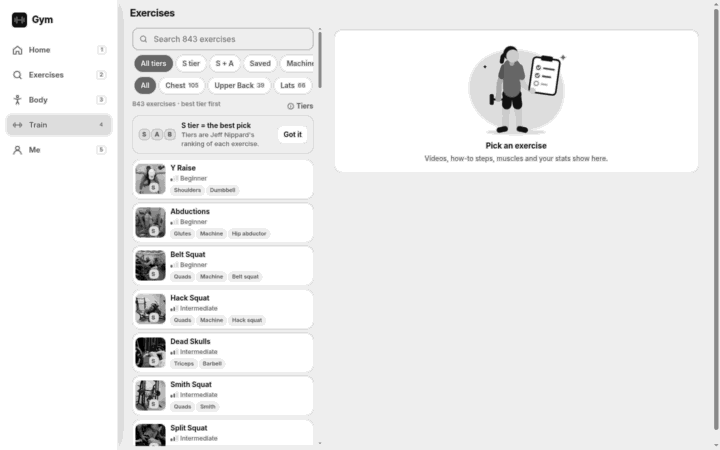 Gym
Home 1
Exercises 2
Body 3
Train 4
Me 5
Exercises
Search 843 exercises
All tiers S tier S + A Saved Machine
All Chest 105 Upper Back 39 Lats 66
843 exercises · best tier first Tiers
S A B
S tier = the best pick
Tiers are Jeff Nippard's
ranking of each exercise.
Got it
Y Raise
Beginner
Shoulders Dumbbell
S
Abductions
Beginner
Glutes Machine Hip abductor
S
Belt Squat
Beginner
Quads Machine Belt squat
S
Hack Squat
Intermediate
Quads Machine Hack squat
S
Dead Skulls
Intermediate
Triceps Barbell
S
Smith Squat
Intermediate
Quads Smith
S
Split Squat
Intermediate
Pick an exercise
Videos, how-to steps, muscles and your stats show here.